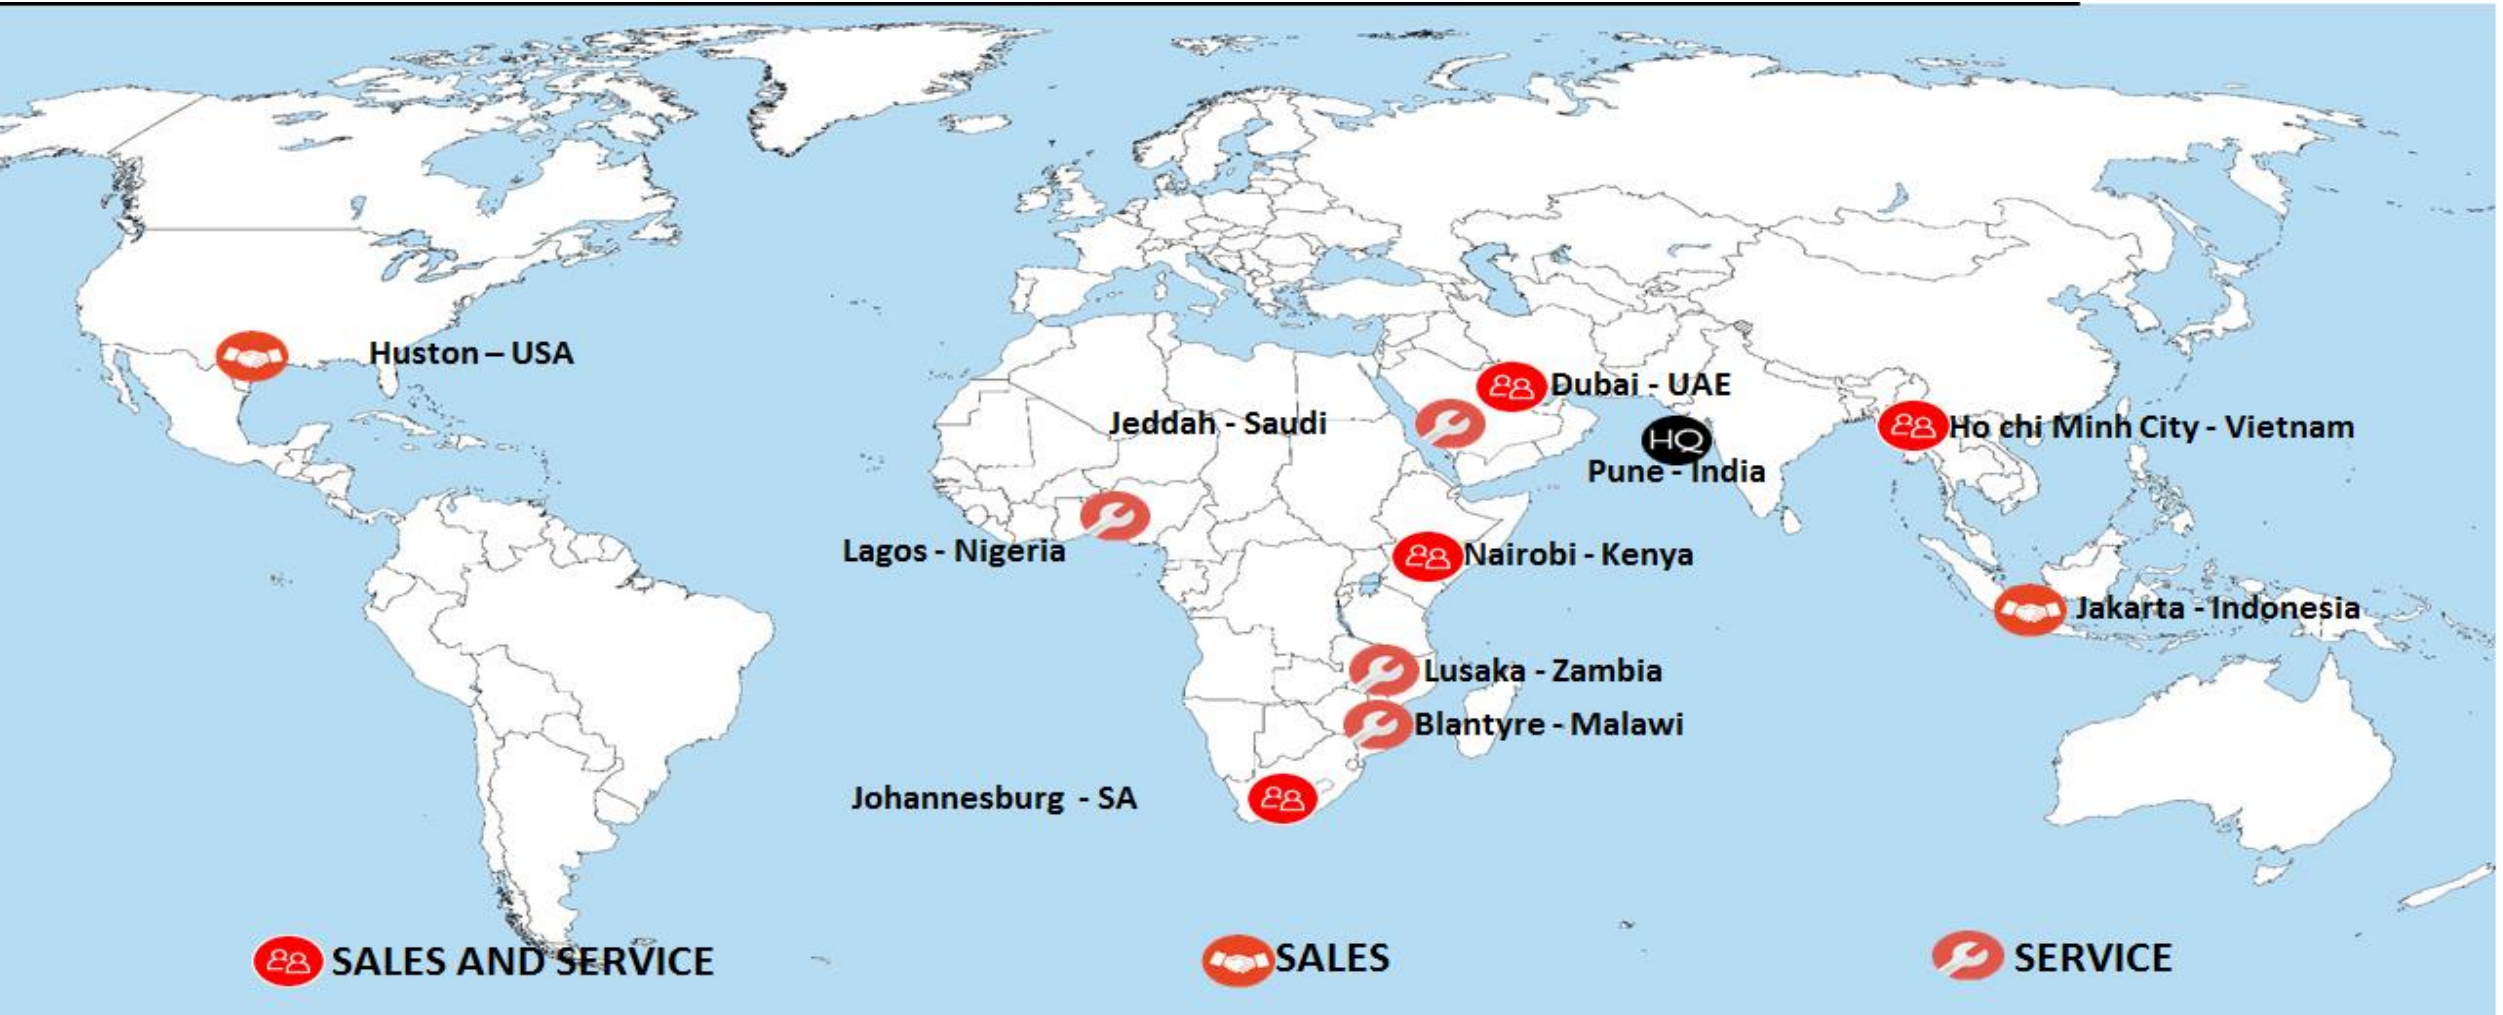 Huston – USA
Dubai - UAE
Jeddah - Saudi
Ho chi Minh City - Vietnam
HQ
Pune - India
Lagos - Nigeria
Nairobi - Kenya
Jakarta - Indonesia
Lusaka - Zambia
Blantyre - Malawi
Johannesburg - SA
SALES AND SERVICE
SALES
SERVICE